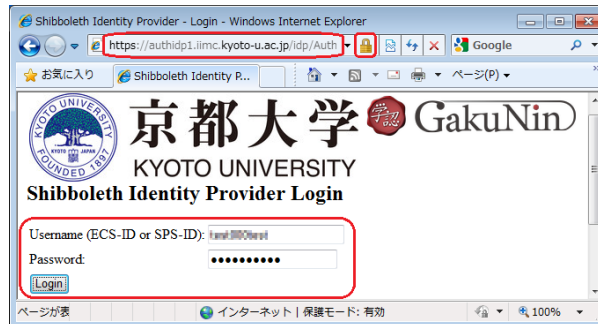 Shibboleth Identity Provider - Login - Windows Internet Explorer
https://authidp1.iimc.kyoto-u.ac.jp/idp/Auth
Google
お気に入り
Shibboleth Identity P...
ページ(P)
UNIVERSITY
KYOTO JAPAN
FOUNDED 1897
京都大学
KYOTO UNIVERSITY
学認
GakuNin
Shibboleth Identity Provider Login
Username (ECS-ID or SPS-ID):
Password:
Login
ページが表
インターネット | 保護モード: 有効
100%